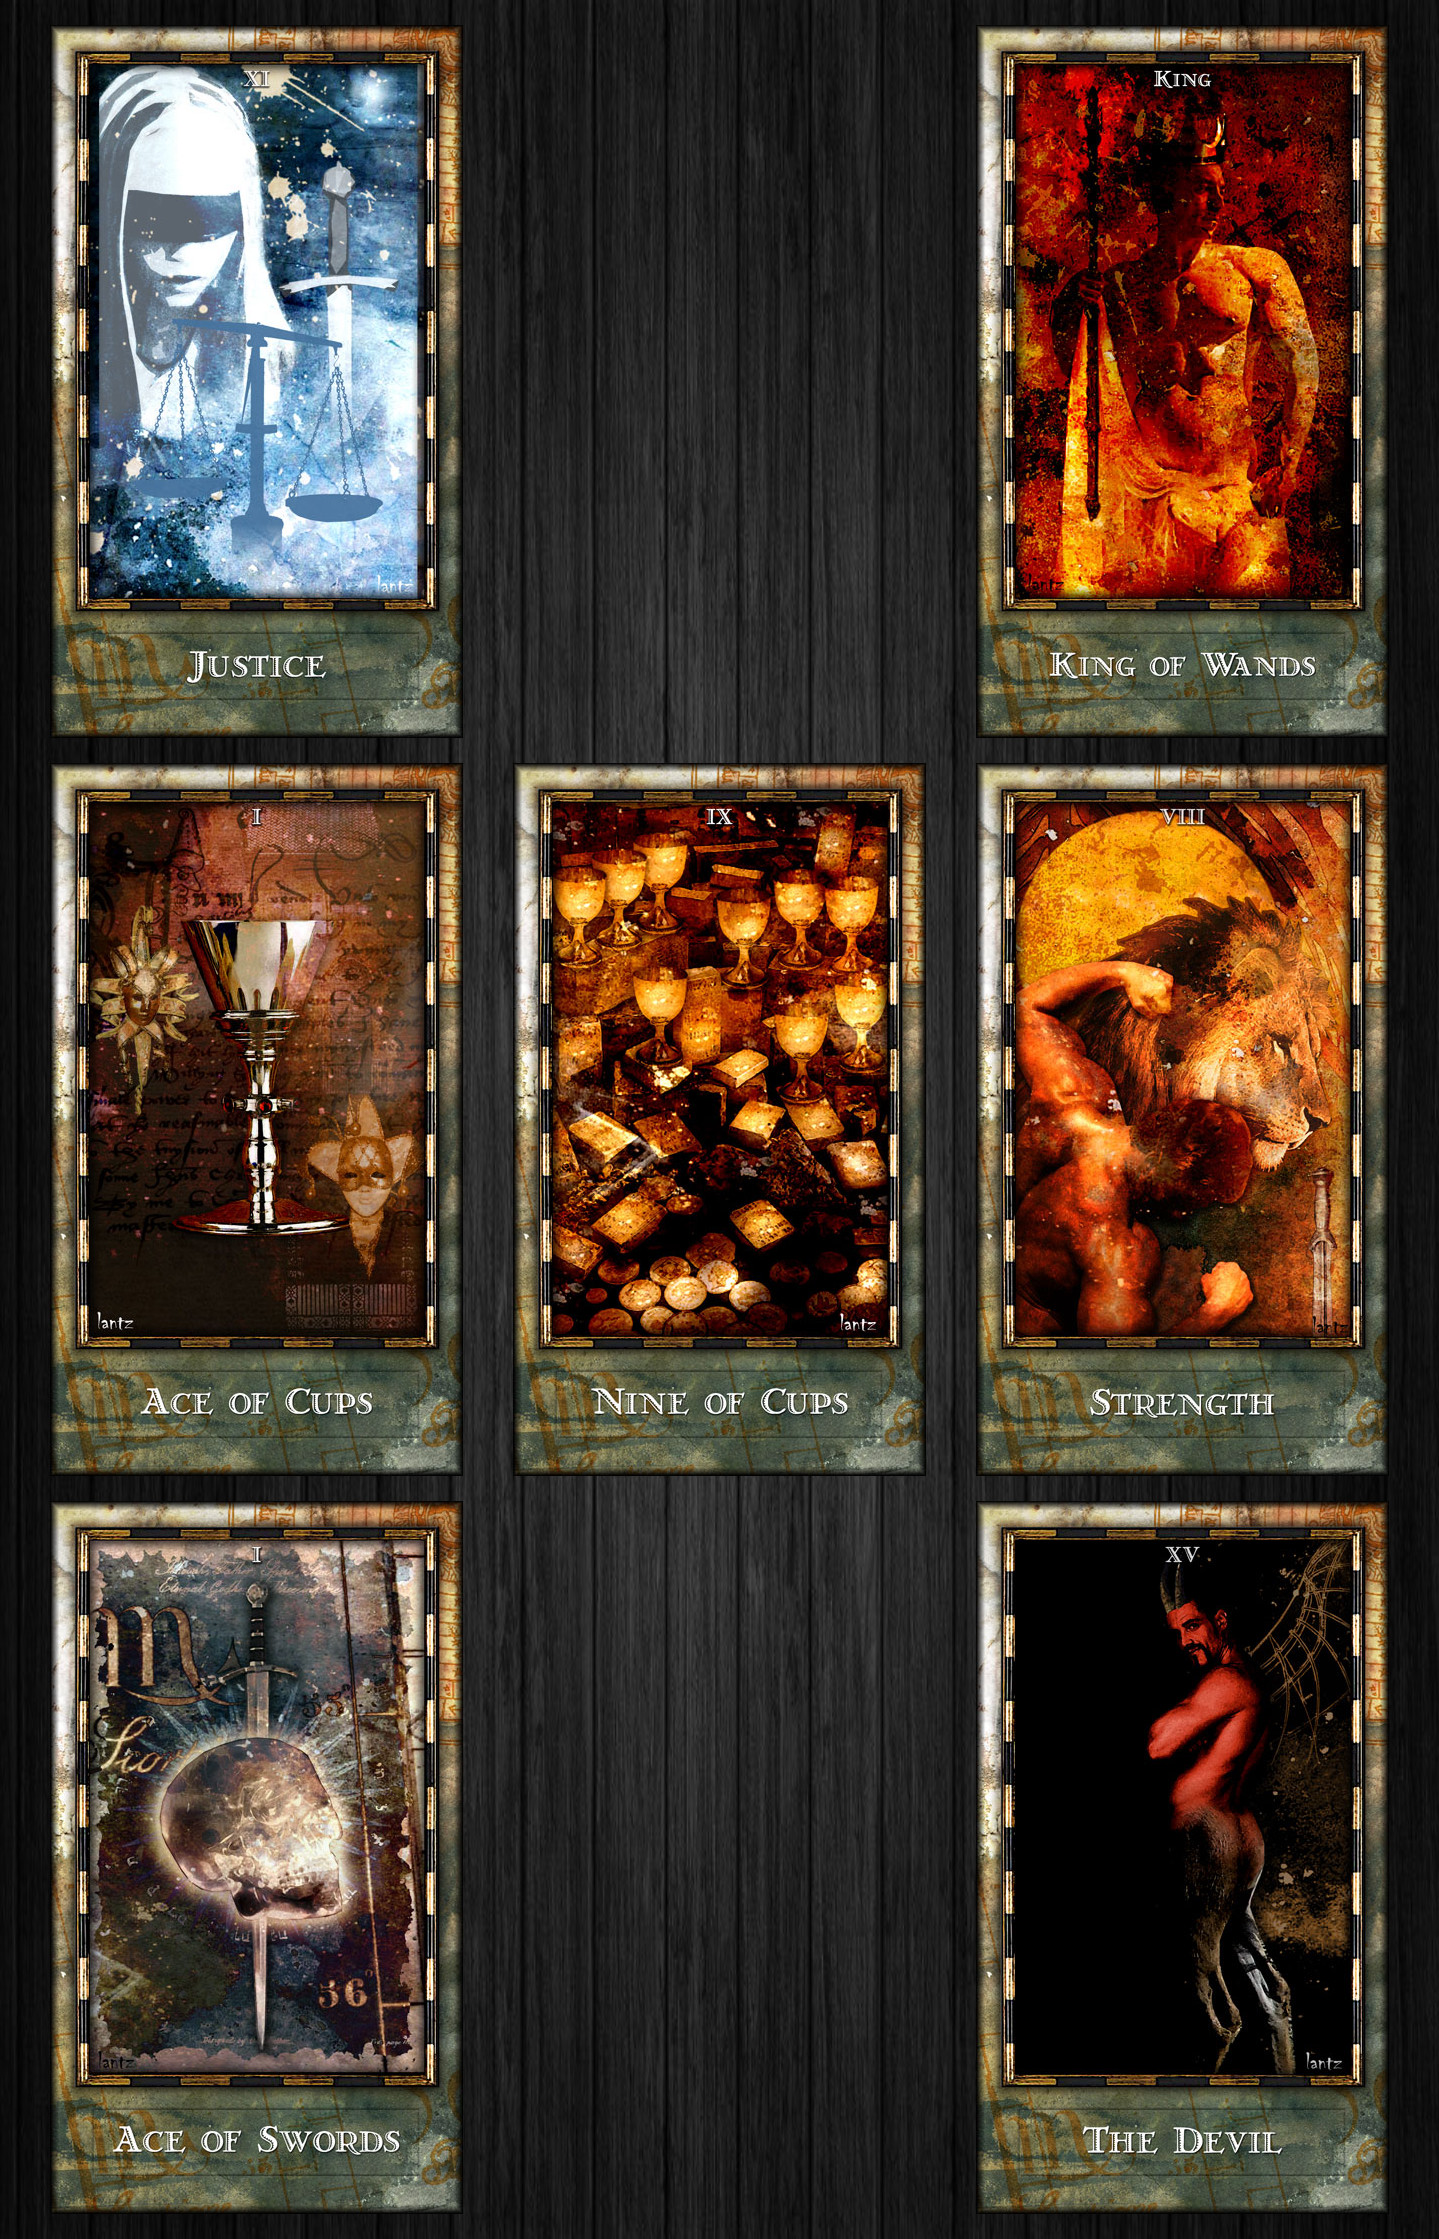 XI
lantz
Justice
King
lantz
King of Wands
I
lantz
Ace of Cups
IX
lantz
Nine of Cups
VIII
lantz
Strength
I
56
lantz
Ace of Swords
XV
lantz
The Devil